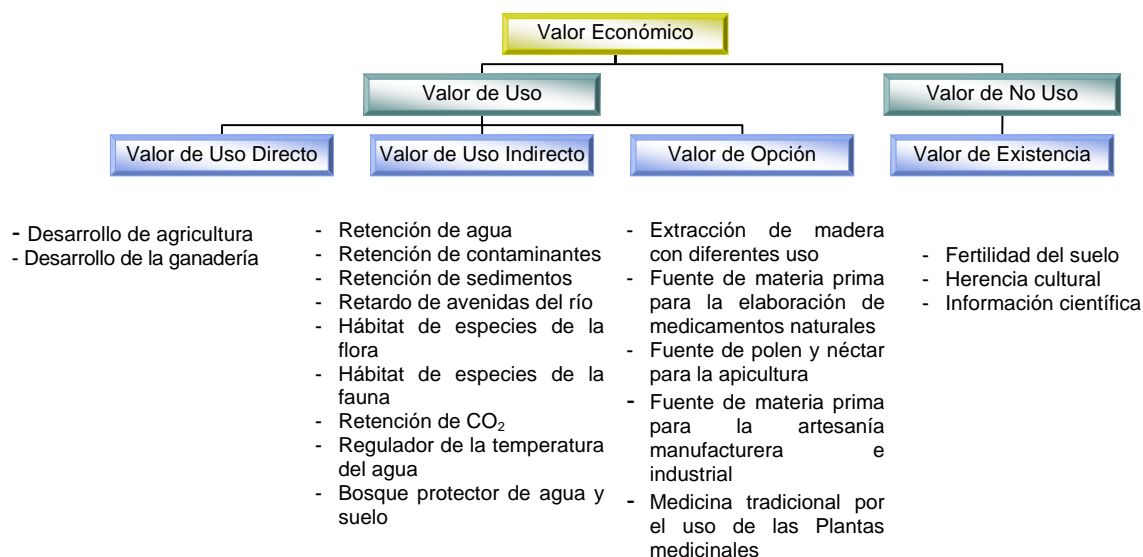 Valor Económico
Valor de Uso
Valor de No Uso
Valor de Uso Directo
Valor de Uso Indirecto
Valor de Opción
Valor de Existencia
- Desarrollo de agricultura
- Desarrollo de la ganadería
- Retención de agua
- Retención de contaminantes
- Retención de sedimentos
- Retardo de avenidas del río
- Hábitat de especies de la
flora
- Hábitat de especies de la
fauna
- Retención de CO₂
- Regulador de la temperatura
del agua
- Bosque protector de agua y
suelo
- Extracción de madera
con diferentes uso
- Fuente de materia prima
para la elaboración de
medicamentos naturales
- Fuente de polen y néctar
para la apicultura
- Fuente de materia prima
para la artesanía
manufacturera e
industrial
- Medicina tradicional por
el uso de las Plantas
medicinales
- Fertilidad del suelo
- Herencia cultural
- Información científica